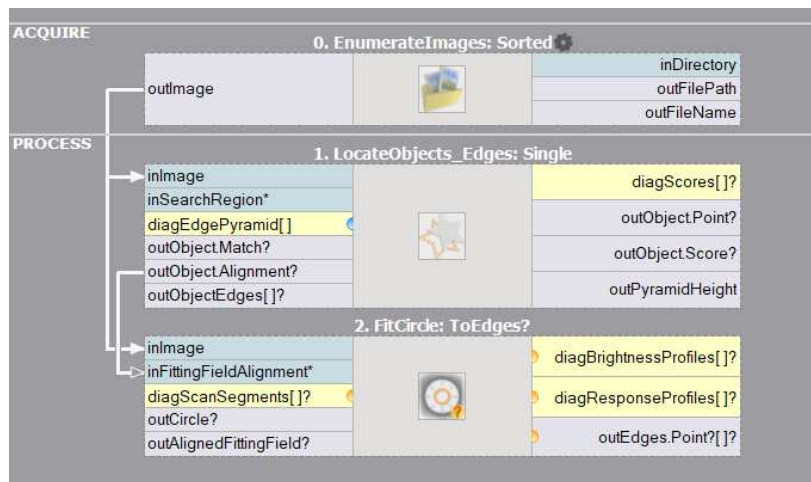 ACQUIRE
0. EnumerateImages: Sorted
outImage
inDirectory
outFilePath
outFileName
PROCESS
1. LocateObjects_Edges: Single
inImage
inSearchRegion*
diagEdgePyramid[ ]
outObject.Match?
outObject.Alignment?
outObjectEdges[ ]?
diagScores[ ]?
outObject.Point?
outObject.Score?
outPyramidHeight
2. FitCircle: ToEdges?
inImage
inFittingFieldAlignment*
diagScanSegments[ ]?
outCircle?
outAlignedFittingField?
diagBrightnessProfiles[ ]?
diagResponseProfiles[ ]?
outEdges.Point?[ ]?